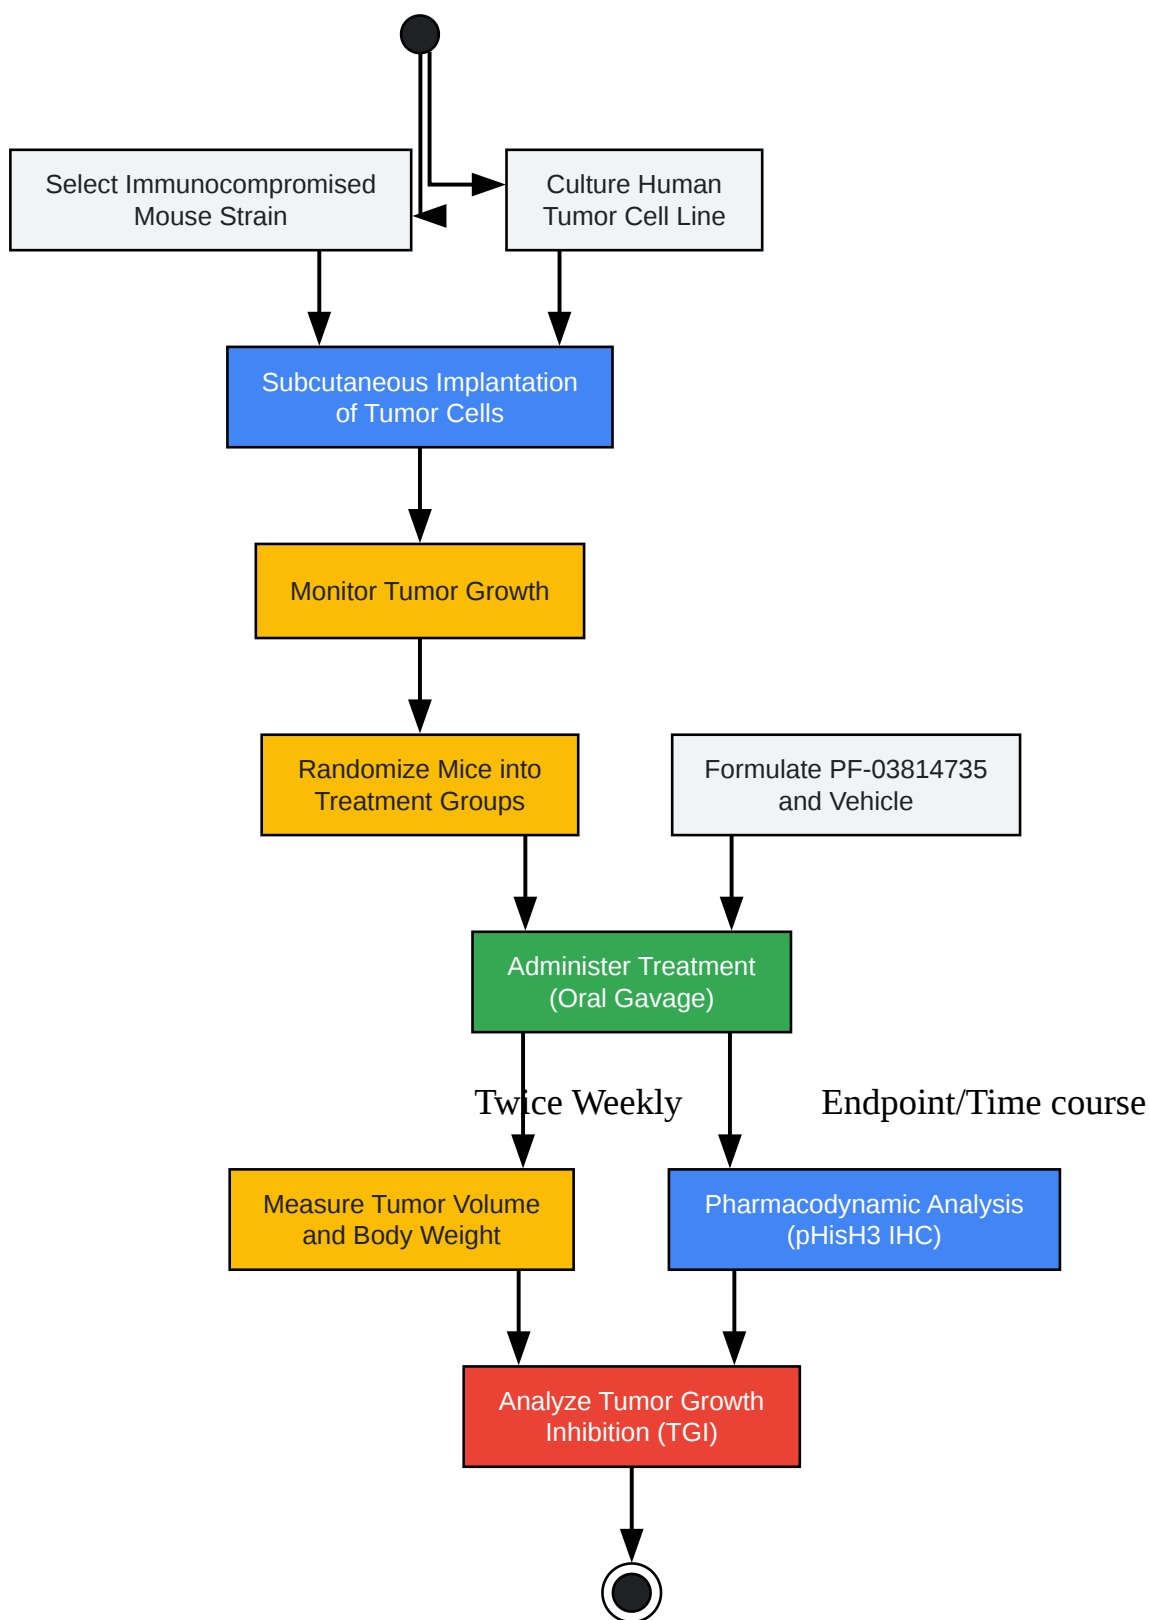 Select Immunocompromised
Mouse Strain
Culture Human
Tumor Cell Line
Subcutaneous Implantation
of Tumor Cells
Monitor Tumor Growth
Randomize Mice into
Treatment Groups
Formulate PF-03814735
and Vehicle
Administer Treatment
(Oral Gavage)
Twice Weekly
Endpoint/Time course
Measure Tumor Volume
and Body Weight
Pharmacodynamic Analysis
(pHisH3 IHC)
Analyze Tumor Growth
Inhibition (TGI)